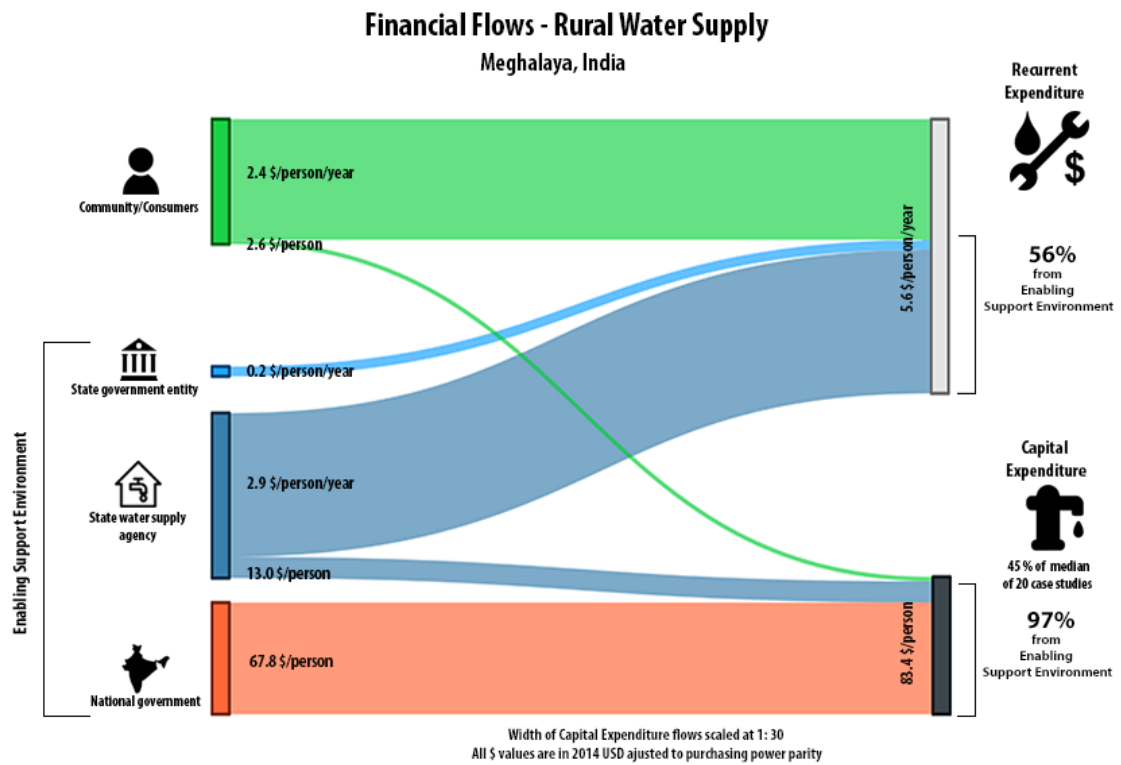 Financial Flows - Rural Water Supply
Meghalaya, India
Recurrent
Expenditure
$
2.4 $/person/year
Community/Consumers
2.6 $/person
5.6 $/person/year
56%
from
Enabling
Support Environment
0.2 $/person/year
State government entity
Enabling Support Environment
2.9 $/person/year
State water supply
agency
13.0 $/person
Capital
Expenditure
45 % of median
of 20 case studies
97%
from
Enabling
Support Environment
67.8 $/person
83.4 $/person
National government
Width of Capital Expenditure flows scaled at 1: 30
All $ values are in 2014 USD ajusted to purchasing power parity